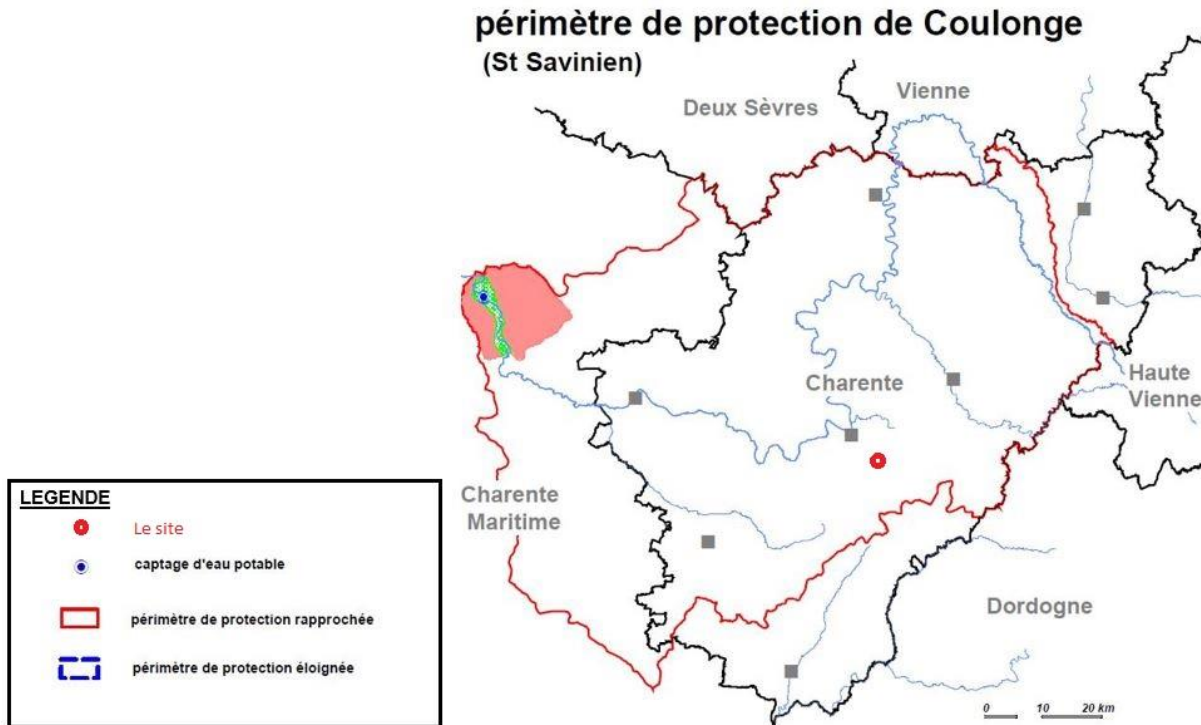 périmètre de protection de Coulonge
(St Savinien)
Deux Sèvres
Vienne
Charente
Haute
Vienne
Charente
Maritime
Dordogne
0 10 20 km
LEGENDE
Le site
captage d'eau potable
périmètre de protection rapprochée
périmètre de protection éloignée